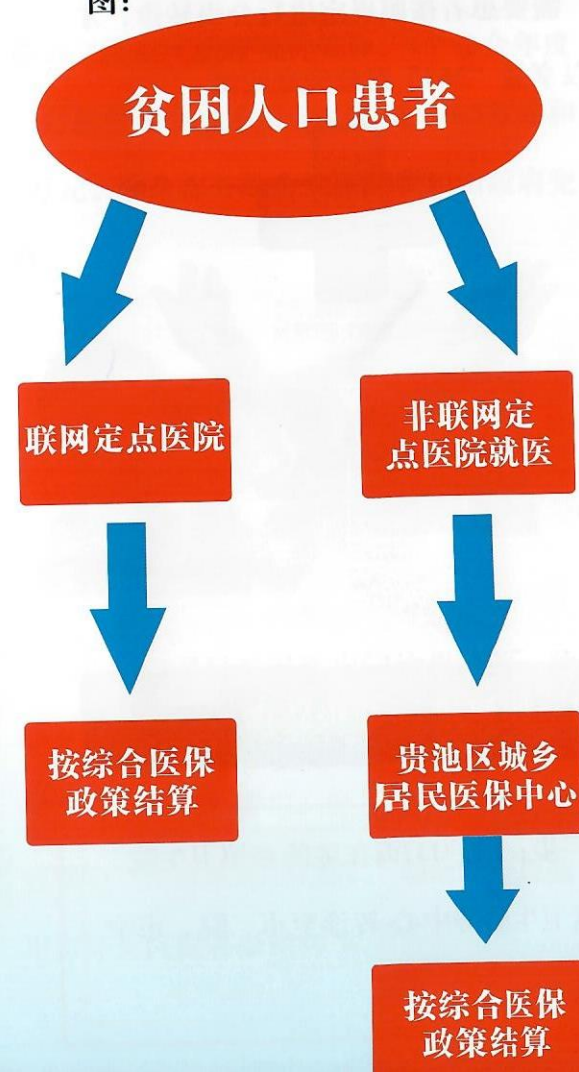 图：
贫困人口患者
联网定点医院
非联网定
点医院就医
按综合医保
政策结算
贵池区城乡
居民医保中心
按综合医保
政策结算